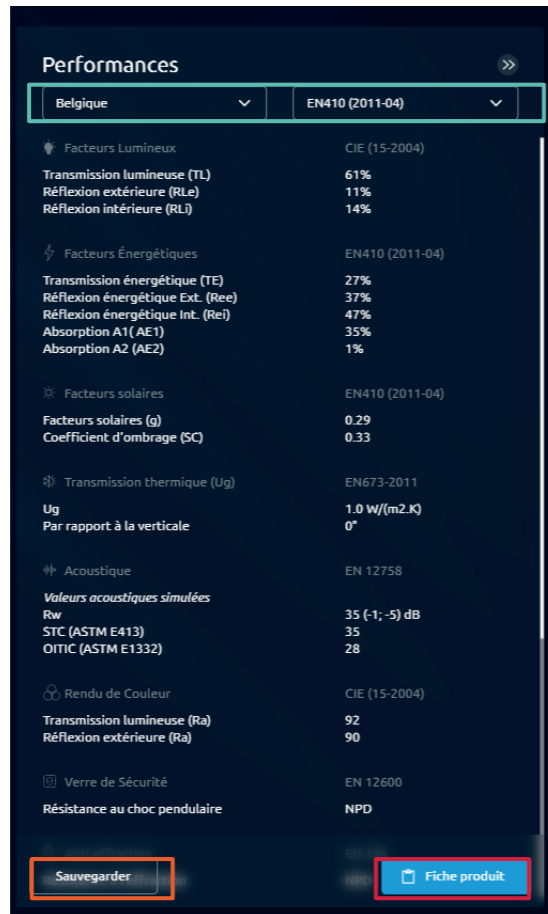 Performances
Belgique EN410 (2011-04)
Facteurs Lumineux CIE (15-2004)
Transmission lumineuse (TL) 61%
Réflexion extérieure (RLe) 11%
Réflexion intérieure (RLi) 14%
Facteurs Énergétiques EN410 (2011-04)
Transmission énergétique (TE) 27%
Réflexion énergétique Ext. (Ree) 37%
Réflexion énergétique Int. (Rei) 47%
Absorption A1( AE1) 35%
Absorption A2 (AE2) 1%
Facteurs solaires EN410 (2011-04)
Facteurs solaires (g) 0.29
Coefficient d'ombrage (SC) 0.33
Transmission thermique (Ug) EN673-2011
Ug 1.0 W/(m2.K)
Par rapport à la verticale 0°
Acoustique EN 12758
Valeurs acoustiques simulées
Rw 35 (-1; -5) dB
STC (ASTM E413) 35
OITIC (ASTM E1332) 28
Rendu de Couleur CIE (15-2004)
Transmission lumineuse (Ra) 92
Réflexion extérieure (Ra) 90
Verre de Sécurité EN 12600
Résistance au choc pendulaire NPD
Sauvegarder NPD Fiche produit